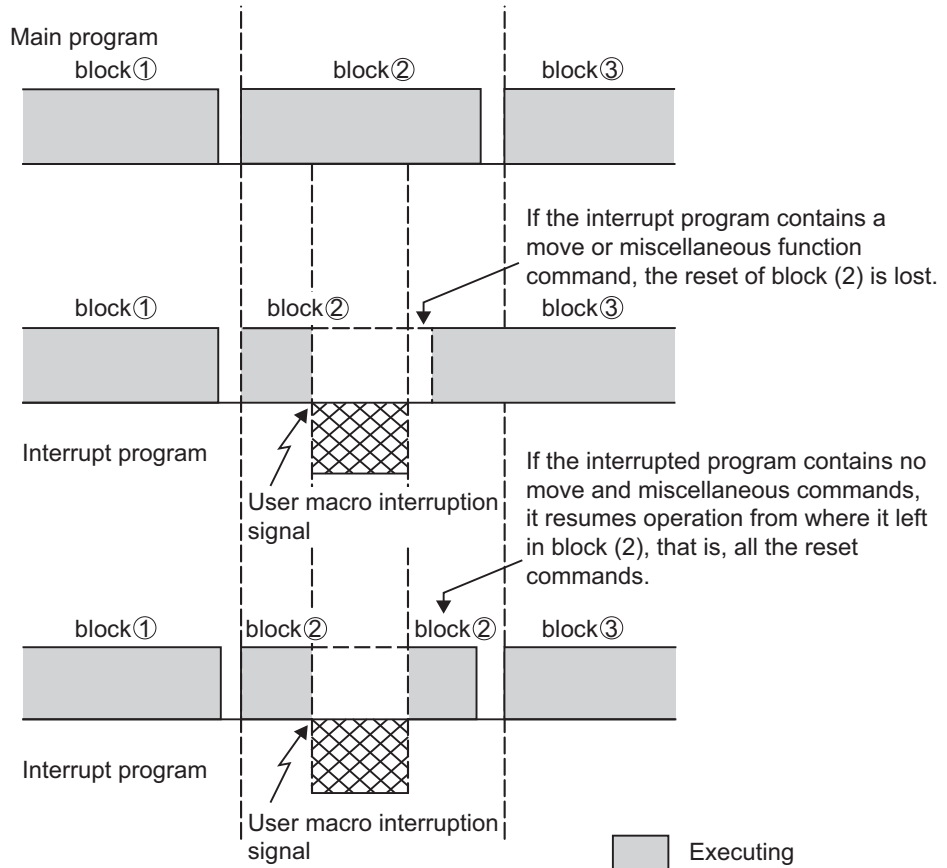 Main program
block①
block②
block③
If the interrupt program contains a
move or miscellaneous function
command, the reset of block (2) is lost.
block①
block②
block③
Interrupt program
User macro interruption
signal
If the interrupted program contains no
move and miscellaneous commands,
it resumes operation from where it left
in block (2), that is, all the reset
commands.
block①
block②
block②
block③
Interrupt program
User macro interruption
signal
Executing